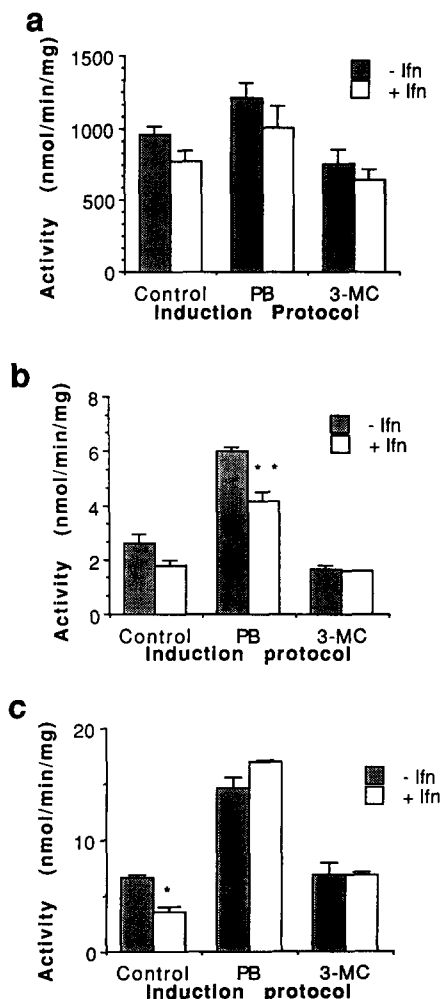 a
1500
1000
500
0
Activity (nmol/min/mg)
- Ifn
+ Ifn
Control PB 3-MC
Induction Protocol
b
8
6
4
2
0
Activity (nmol/min/mg)
- Ifn
+ Ifn
* *
Control PB 3-MC
Induction protocol
c
20
10
0
Activity (nmol/min/mg)
- Ifn
+ Ifn
*
Control PB 3-MC
Induction protocol